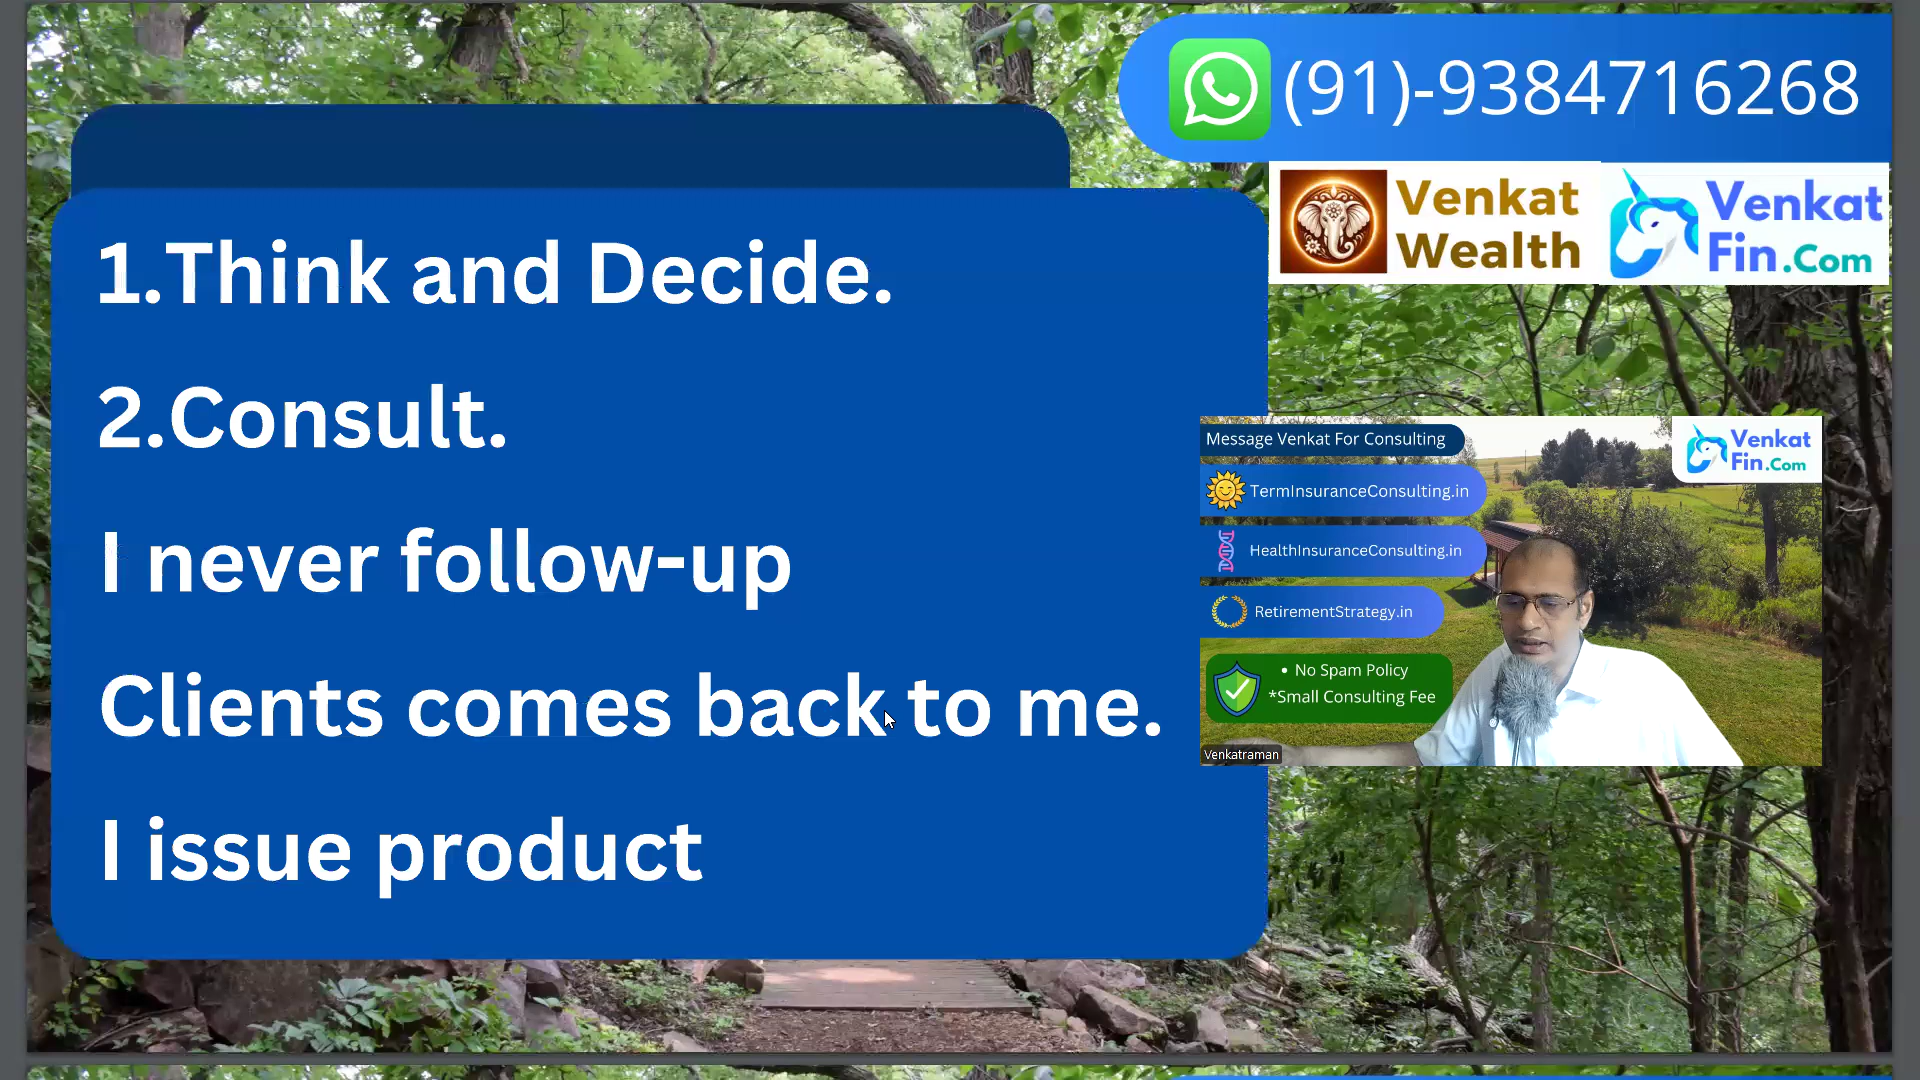 (91)-9384716268
Venkat
Wealth
Venkat
Fin.Com
1.Think and Decide.
2.Consult.
I never follow-up
Clients comes back to me.
I issue product
Message Venkat For Consulting
Venkat
Fin.Com
TermInsuranceConsulting.in
HealthInsuranceConsulting.in
RetirementStrategy.in
• No Spam Policy
*Small Consulting Fee
Venkatraman